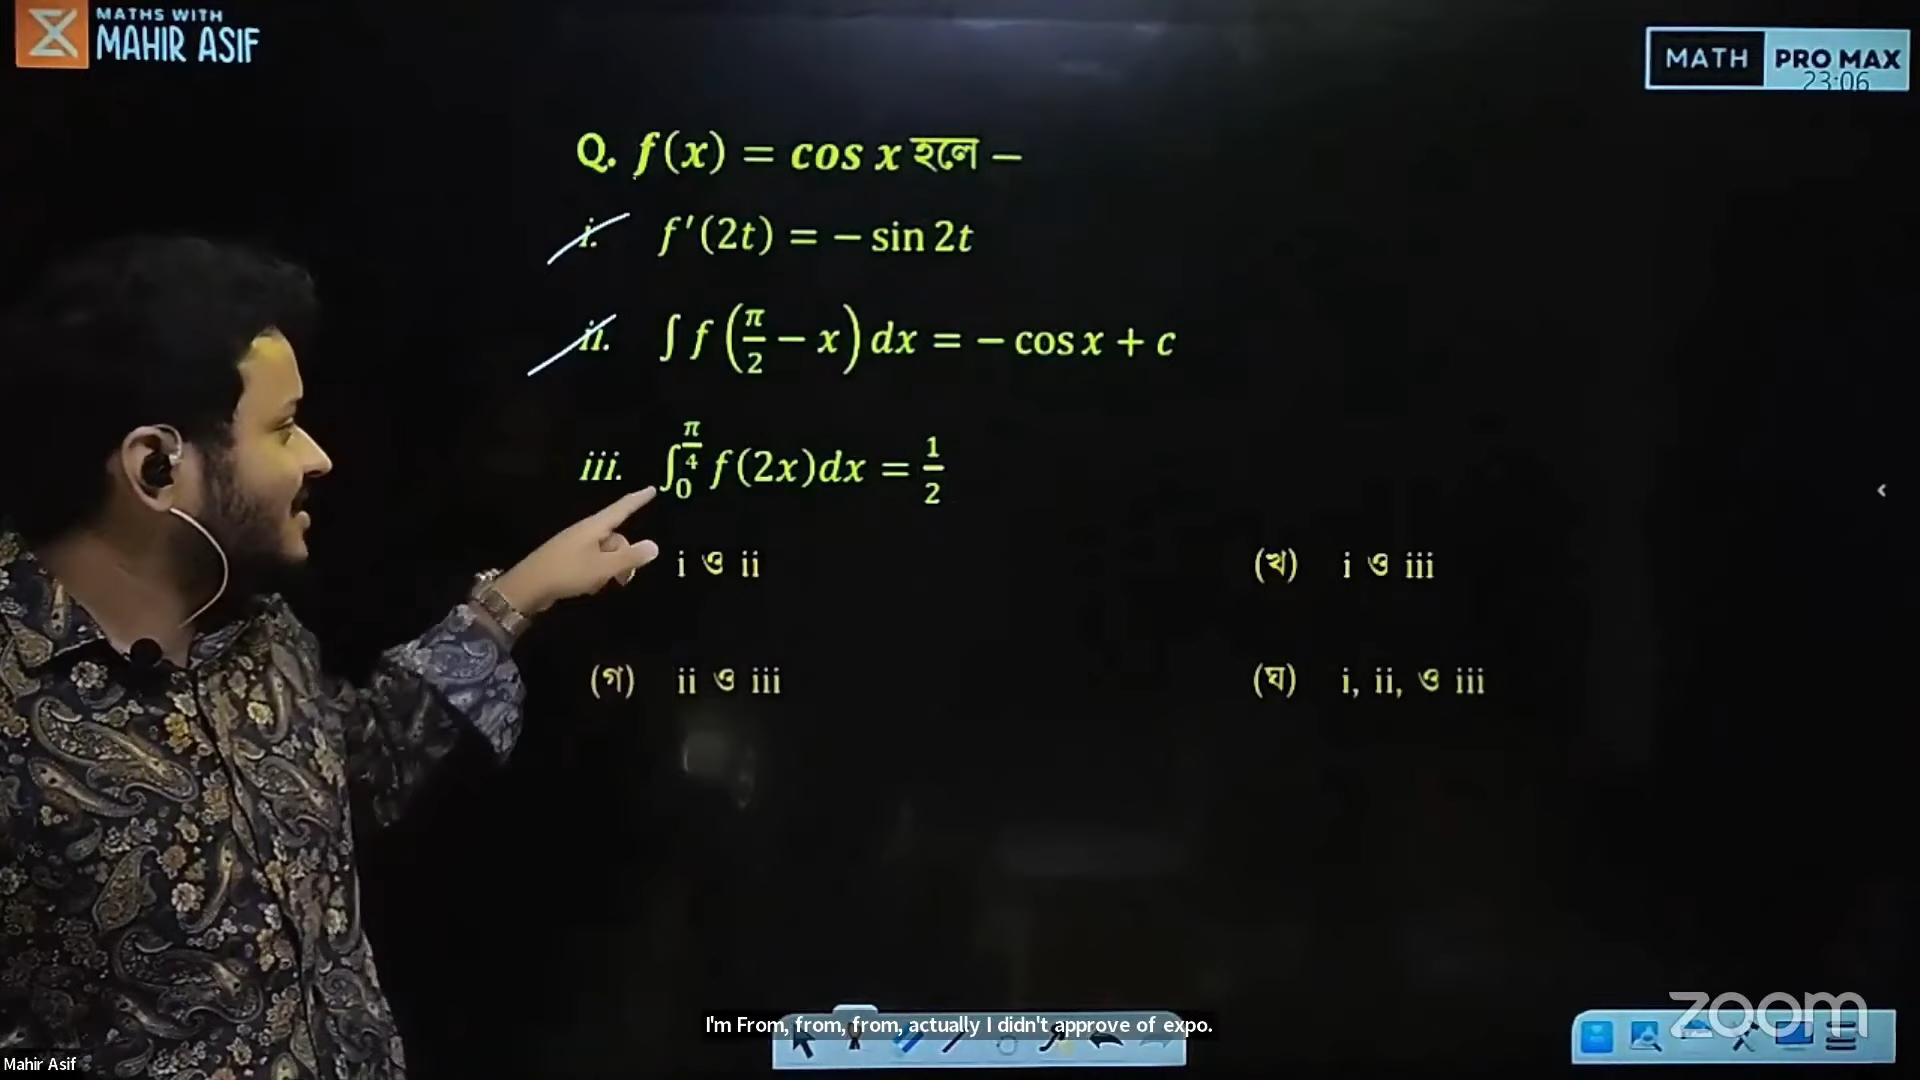 MATHS WITH
MAHIR ASIF
MATH PRO MAX
23:06
Q. f(x) = cos x হলে –
i. f′(2t) = − sin 2t
ii. ∫ f (π/2 − x) dx = − cos x + c
iii. ∫₀^(π/4) f(2x)dx = 1/2
i ও ii
(খ) i ও iii
(গ) ii ও iii
(ঘ) i, ii, ও iii
zoom
I'm From, from, from, actually I didn't approve of expo.
Mahir Asif